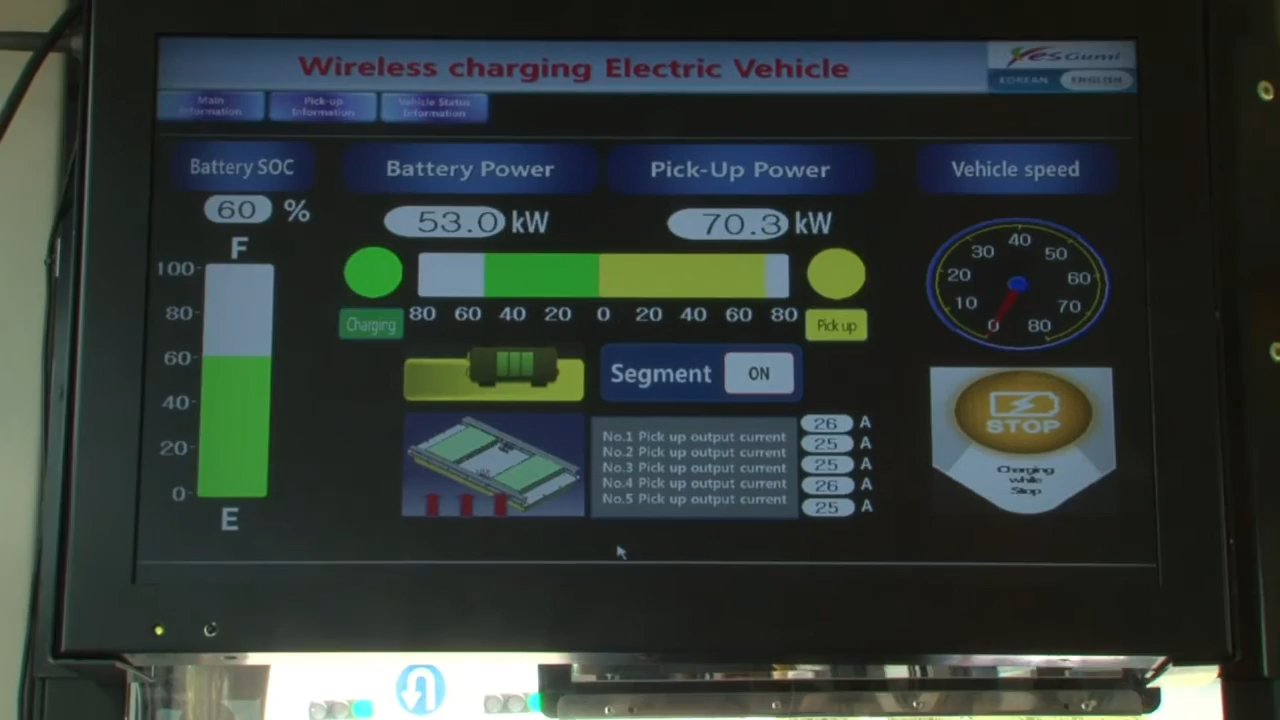 Wireless charging Electric Vehicle
YesGumi
KOREAN ENGLISH
Main Information
Pick-up Information
Vehicle Status Information
Battery SOC
60 %
F
100
80
60
40
20
0
E
Battery Power
53.0 kW
Pick-Up Power
70.3 kW
Charging
80 60 40 20 0 20 40 60 80
Pick up
Segment ON
No.1 Pick up output current 26 A
No.2 Pick up output current 25 A
No.3 Pick up output current 25 A
No.4 Pick up output current 26 A
No.5 Pick up output current 25 A
Vehicle speed
0 10 20 30 40 50 60 70 80
STOP
Charging
while
Stop